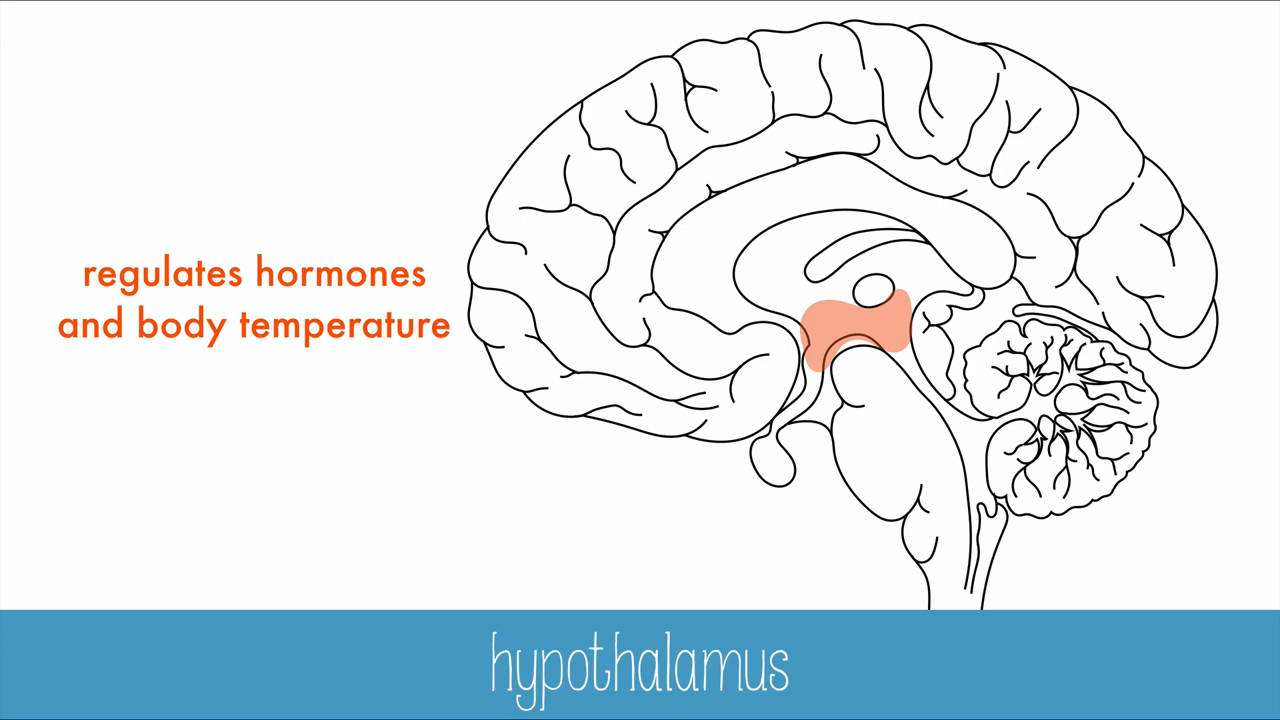 regulates hormones
and body temperature
hypothalamus